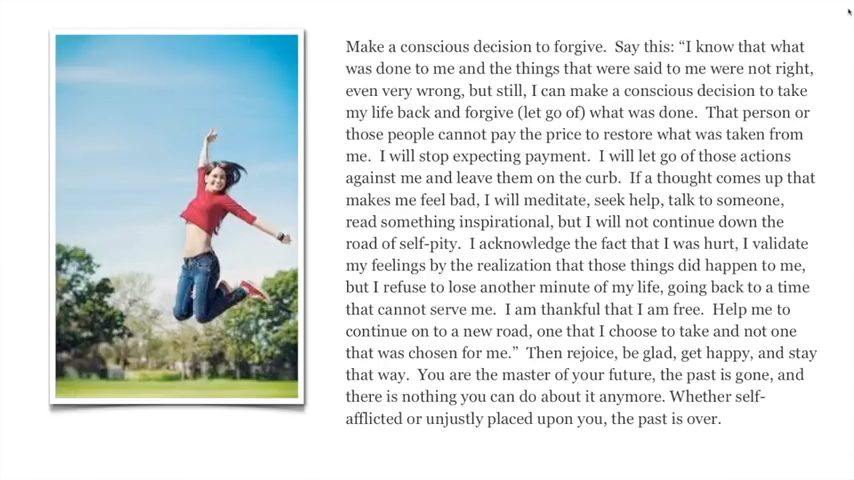 Make a conscious decision to forgive.  Say this: “I know that what
was done to me and the things that were said to me were not right,
even very wrong, but still, I can make a conscious decision to take
my life back and forgive (let go of) what was done.  That person or
those people cannot pay the price to restore what was taken from
me.  I will stop expecting payment.  I will let go of those actions
against me and leave them on the curb.  If a thought comes up that
makes me feel bad, I will meditate, seek help, talk to someone,
read something inspirational, but I will not continue down the
road of self-pity.  I acknowledge the fact that I was hurt, I validate
my feelings by the realization that those things did happen to me,
but I refuse to lose another minute of my life, going back to a time
that cannot serve me.  I am thankful that I am free.  Help me to
continue on to a new road, one that I choose to take and not one
that was chosen for me.”  Then rejoice, be glad, get happy, and stay
that way.  You are the master of your future, the past is gone, and
there is nothing you can do about it anymore. Whether self-
afflicted or unjustly placed upon you, the past is over.